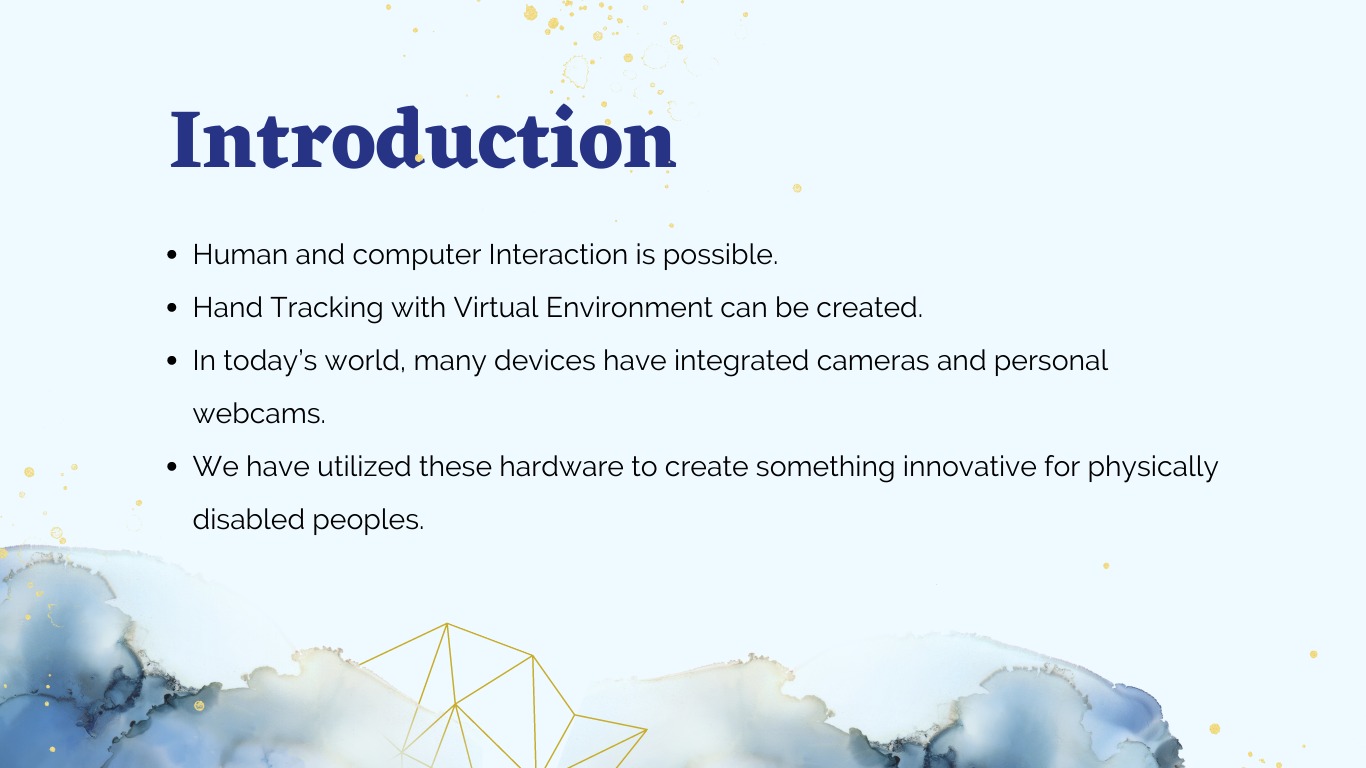 Introduction
• Human and computer Interaction is possible.
• Hand Tracking with Virtual Environment can be created.
• In today’s world, many devices have integrated cameras and personal
webcams.
• We have utilized these hardware to create something innovative for physically
disabled peoples.